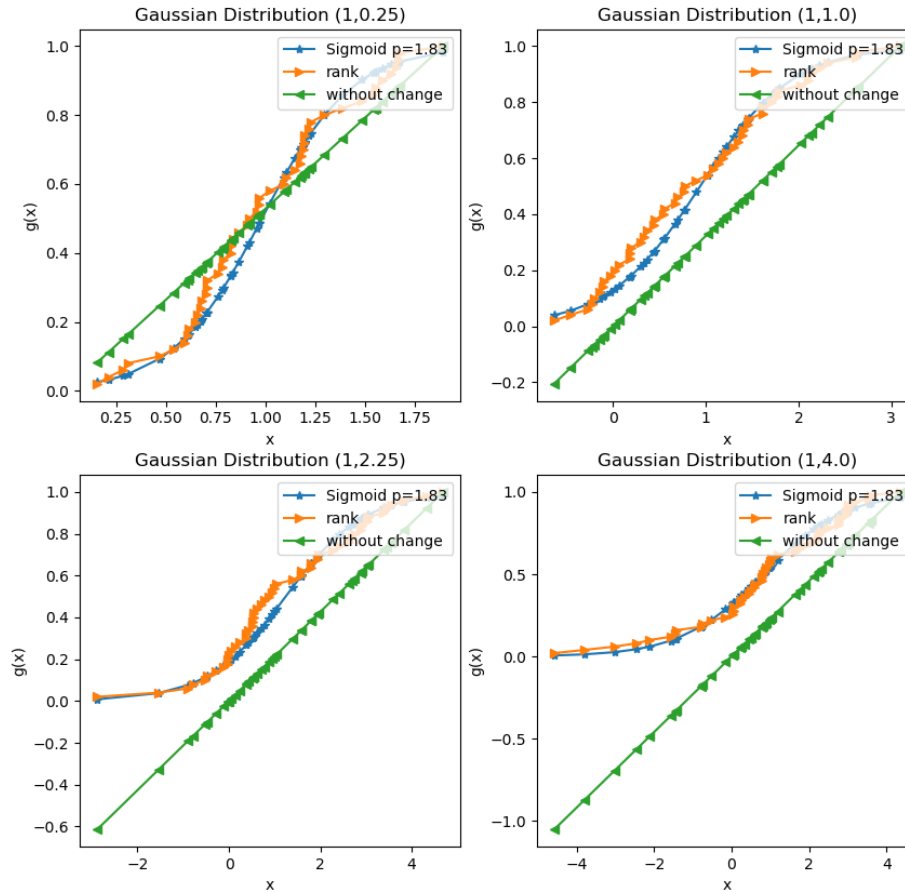 Gaussian Distribution (1,0.25)
g(x)
1.0
0.8
0.6
0.4
0.2
0.0
Sigmoid p=1.83
rank
without change
0.25 0.50 0.75 1.00 1.25 1.50 1.75
x
Gaussian Distribution (1,1.0)
g(x)
1.0
0.8
0.6
0.4
0.2
0.0
−0.2
Sigmoid p=1.83
rank
without change
0 1 2 3
x
Gaussian Distribution (1,2.25)
g(x)
1.0
0.8
0.6
0.4
0.2
0.0
−0.2
−0.4
−0.6
Sigmoid p=1.83
rank
without change
−2 0 2 4
x
Gaussian Distribution (1,4.0)
g(x)
1.0
0.5
0.0
−0.5
−1.0
Sigmoid p=1.83
rank
without change
−4 −2 0 2 4
x